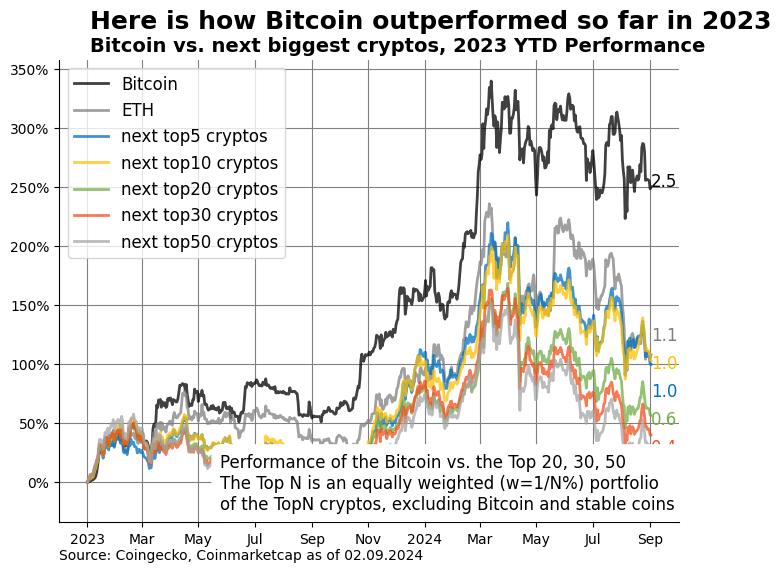 Here is how Bitcoin outperformed so far in 2023
Bitcoin vs. next biggest cryptos, 2023 YTD Performance
350%
300%
250%
200%
150%
100%
50%
0%
Bitcoin
ETH
next top5 cryptos
next top10 cryptos
next top20 cryptos
next top30 cryptos
next top50 cryptos
2.5
1.1
1.0
1.0
0.6
Performance of the Bitcoin vs. the Top 20, 30, 50
The Top N is an equally weighted (w=1/N%) portfolio
of the TopN cryptos, excluding Bitcoin and stable coins
2023 Mar May Jul Sep Nov 2024 Mar May Jul Sep
Source: Coingecko, Coinmarketcap as of 02.09.2024